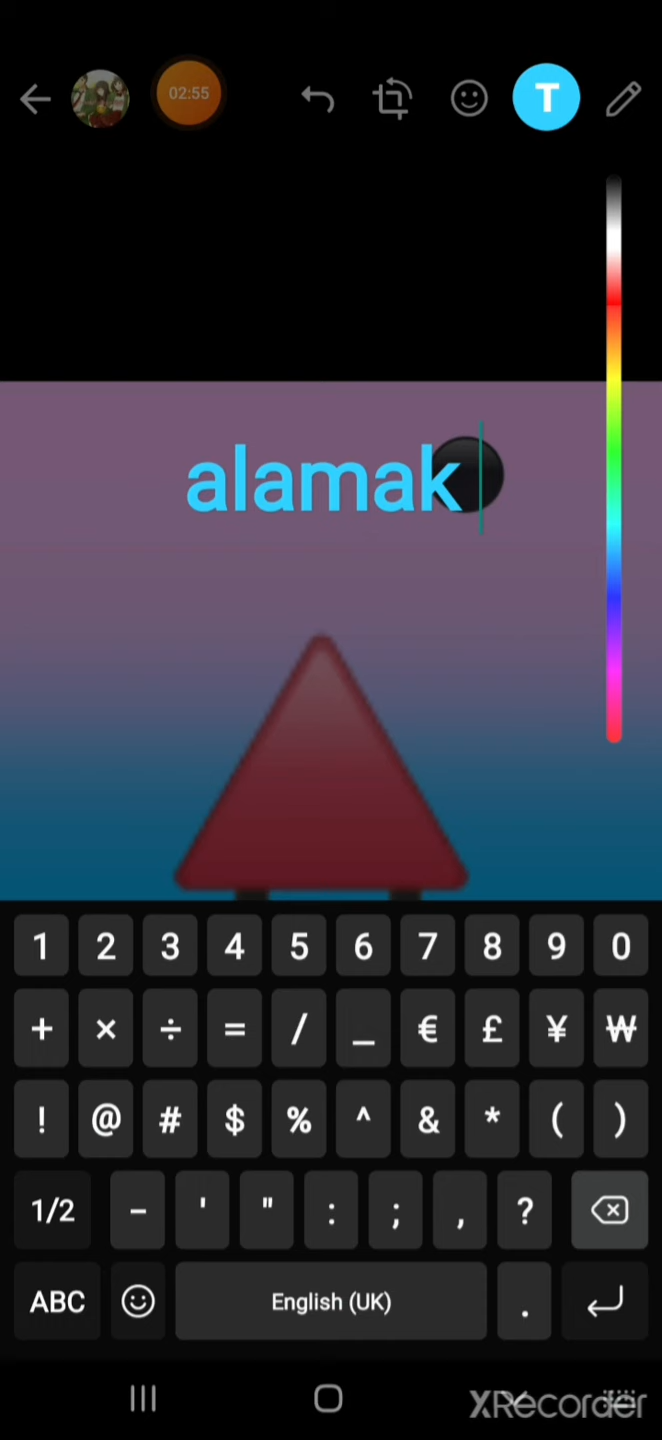 02:55
T
alamak
1 2 3 4 5 6 7 8 9 0
+ × ÷ = / _ € £ ¥ ₩
! @ # $ % ^ & * ( )
1/2 - ' " : ; , ?
ABC English (UK) .
XRecorder